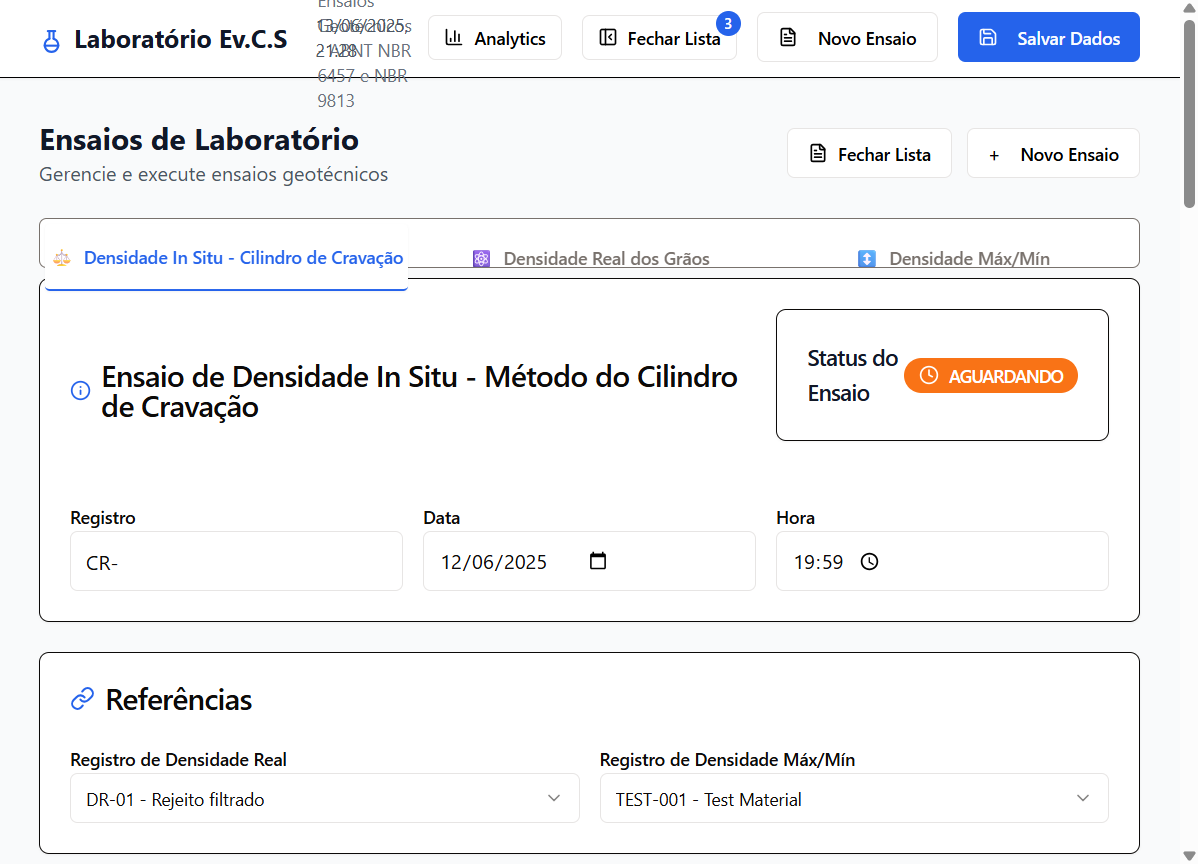 Laboratório Ev.C.S
Ensaios
Geotécnicos
- ABNT NBR
6457 e NBR
9813
13/06/2025,
21:28
Analytics
Fechar Lista
3
Novo Ensaio
Salvar Dados
Ensaios de Laboratório
Gerencie e execute ensaios geotécnicos
Fechar Lista
+ Novo Ensaio
Densidade In Situ - Cilindro de Cravação
Densidade Real dos Grãos
Densidade Máx/Mín
Ensaio de Densidade In Situ - Método do Cilindro
de Cravação
Status do
Ensaio
AGUARDANDO
Registro
Data
Hora
CR-
12/06/2025
19:59
Referências
Registro de Densidade Real
Registro de Densidade Máx/Mín
DR-01 - Rejeito filtrado
TEST-001 - Test Material